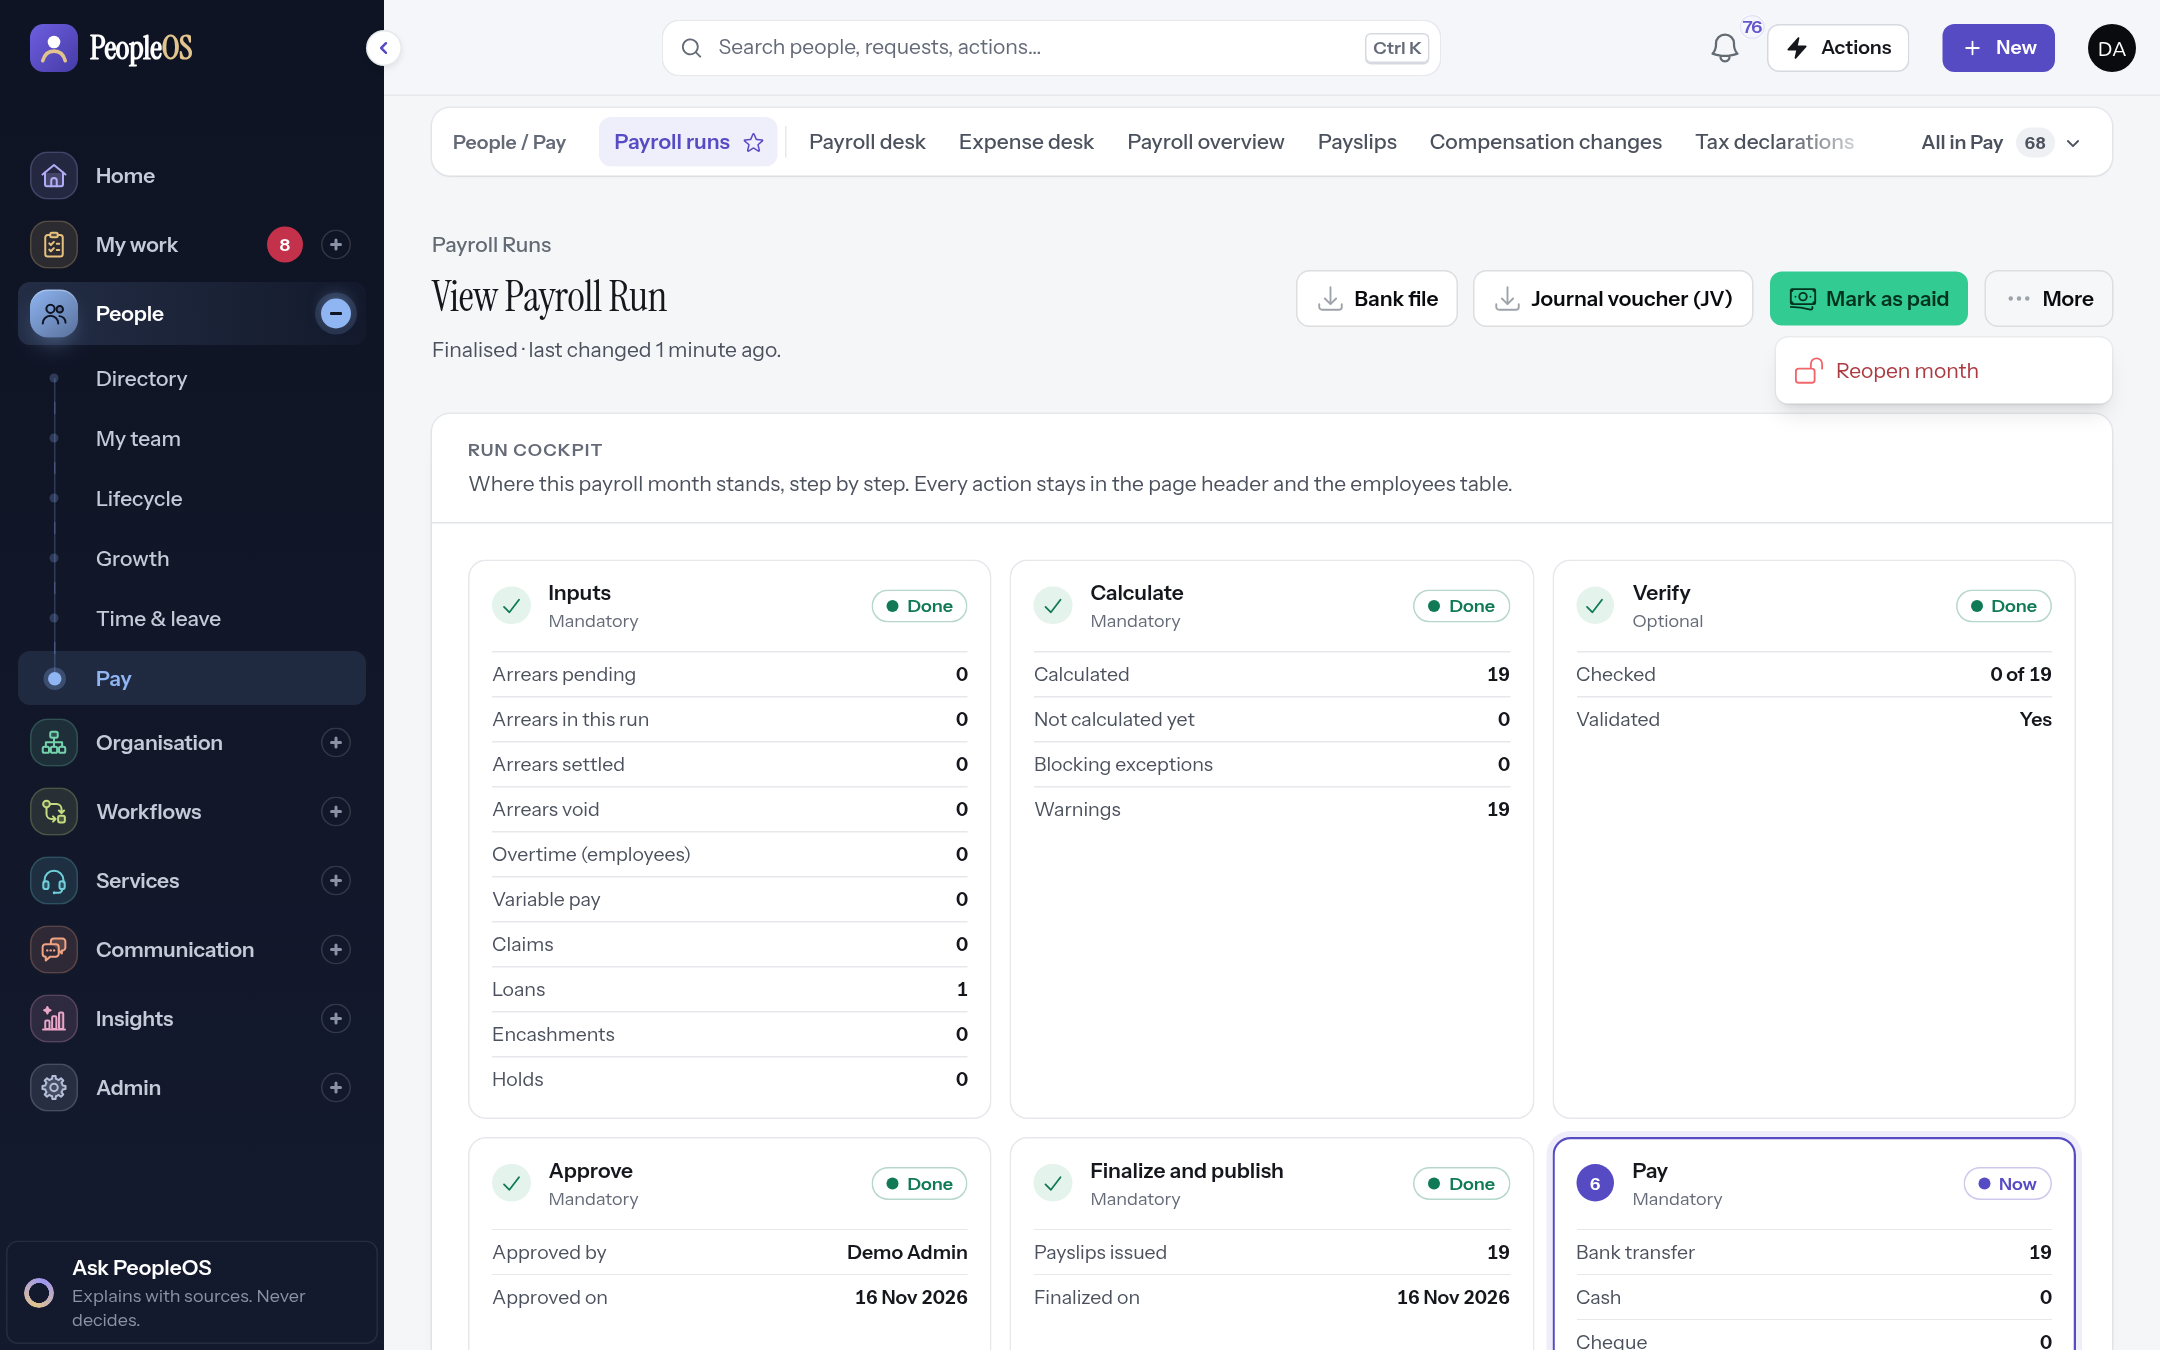 PeopleOS
Search people, requests, actions...
Ctrl K
76
Actions
New
DA
People / Pay
Payroll runs
Payroll desk
Expense desk
Payroll overview
Payslips
Compensation changes
Tax declarations
All in Pay 68
Home
My work 8
People
Directory
My team
Lifecycle
Growth
Time & leave
Pay
Organisation
Workflows
Services
Communication
Insights
Admin
Ask PeopleOS
Explains with sources. Never
decides.
Payroll Runs
View Payroll Run
Finalised · last changed 1 minute ago.
Bank file
Journal voucher (JV)
Mark as paid
More
Reopen month
RUN COCKPIT
Where this payroll month stands, step by step. Every action stays in the page header and the employees table.
Inputs
Mandatory
Done
Arrears pending 0
Arrears in this run 0
Arrears settled 0
Arrears void 0
Overtime (employees) 0
Variable pay 0
Claims 0
Loans 1
Encashments 0
Holds 0
Calculate
Mandatory
Done
Calculated 19
Not calculated yet 0
Blocking exceptions 0
Warnings 19
Verify
Optional
Done
Checked 0 of 19
Validated Yes
Approve
Mandatory
Done
Approved by Demo Admin
Approved on 16 Nov 2026
Finalize and publish
Mandatory
Done
Payslips issued 19
Finalized on 16 Nov 2026
6
Pay
Mandatory
Now
Bank transfer 19
Cash 0
Cheque 0